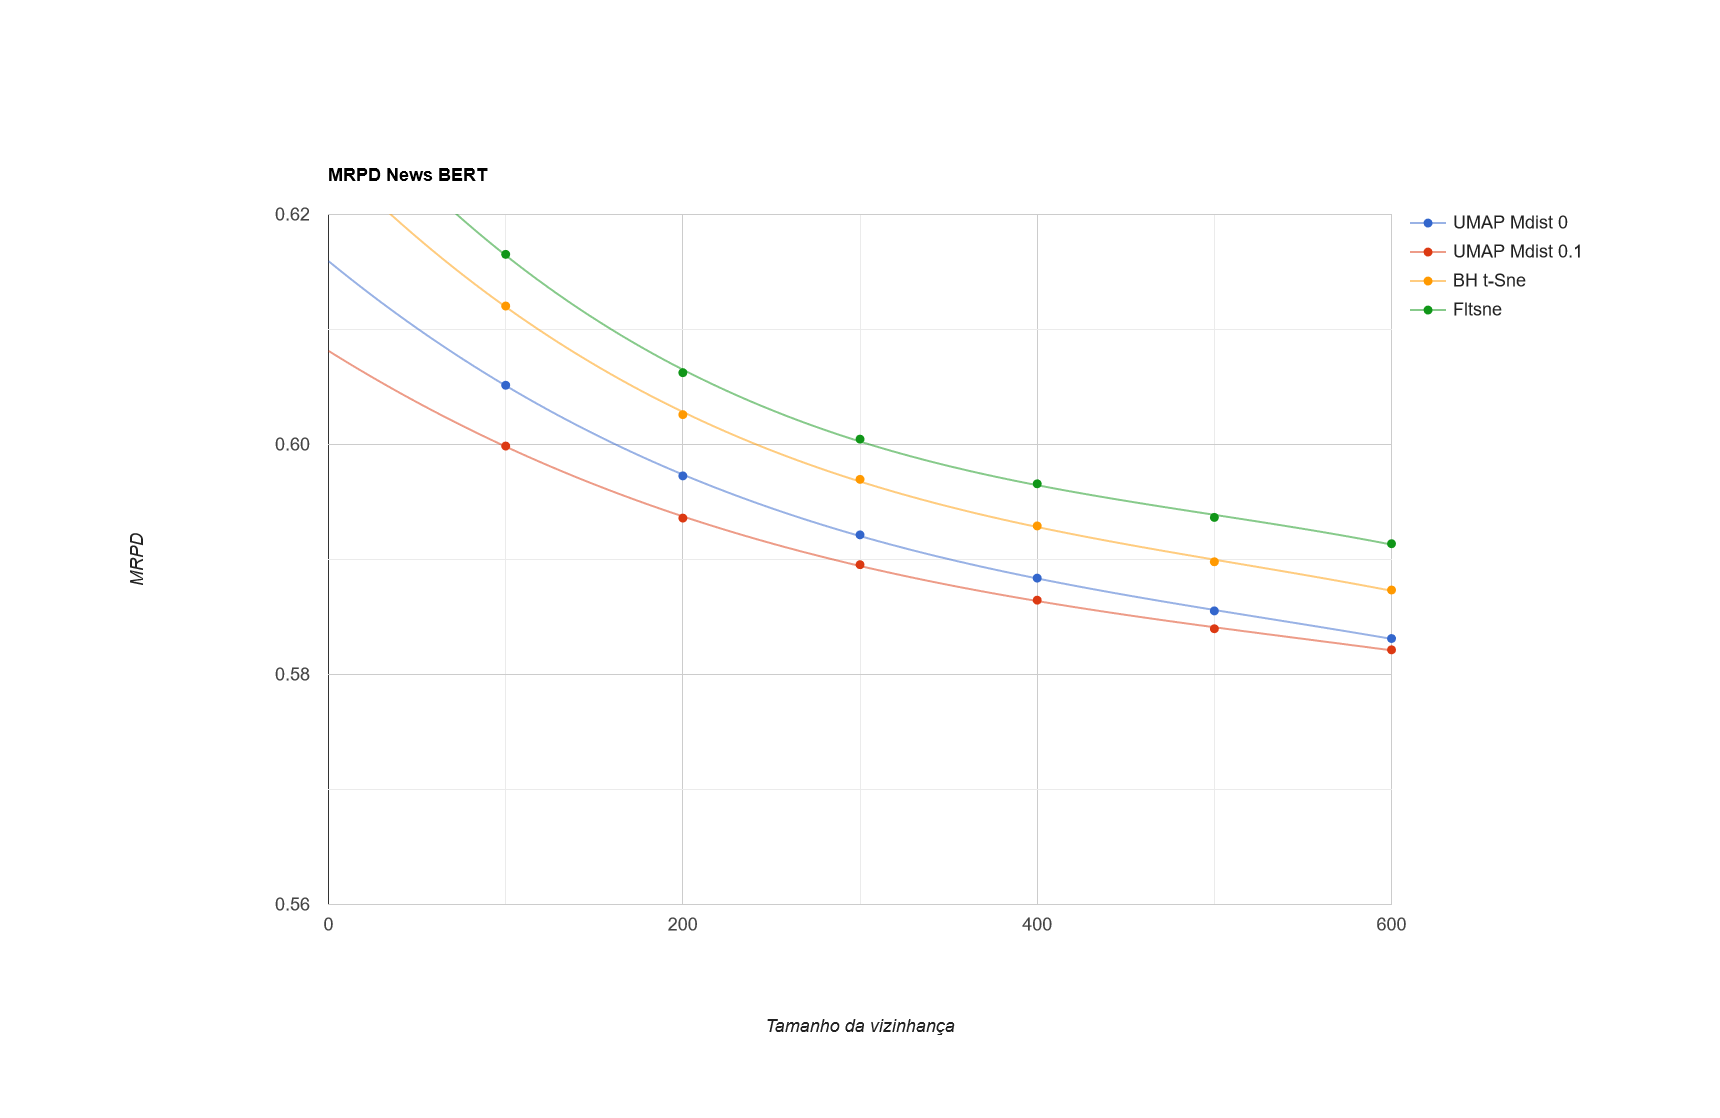 MRPD News BERT
0.62
0.60
0.58
0.56
MRPD
0
200
400
600
Tamanho da vizinhança
UMAP Mdist 0
UMAP Mdist 0.1
BH t-Sne
Fltsne